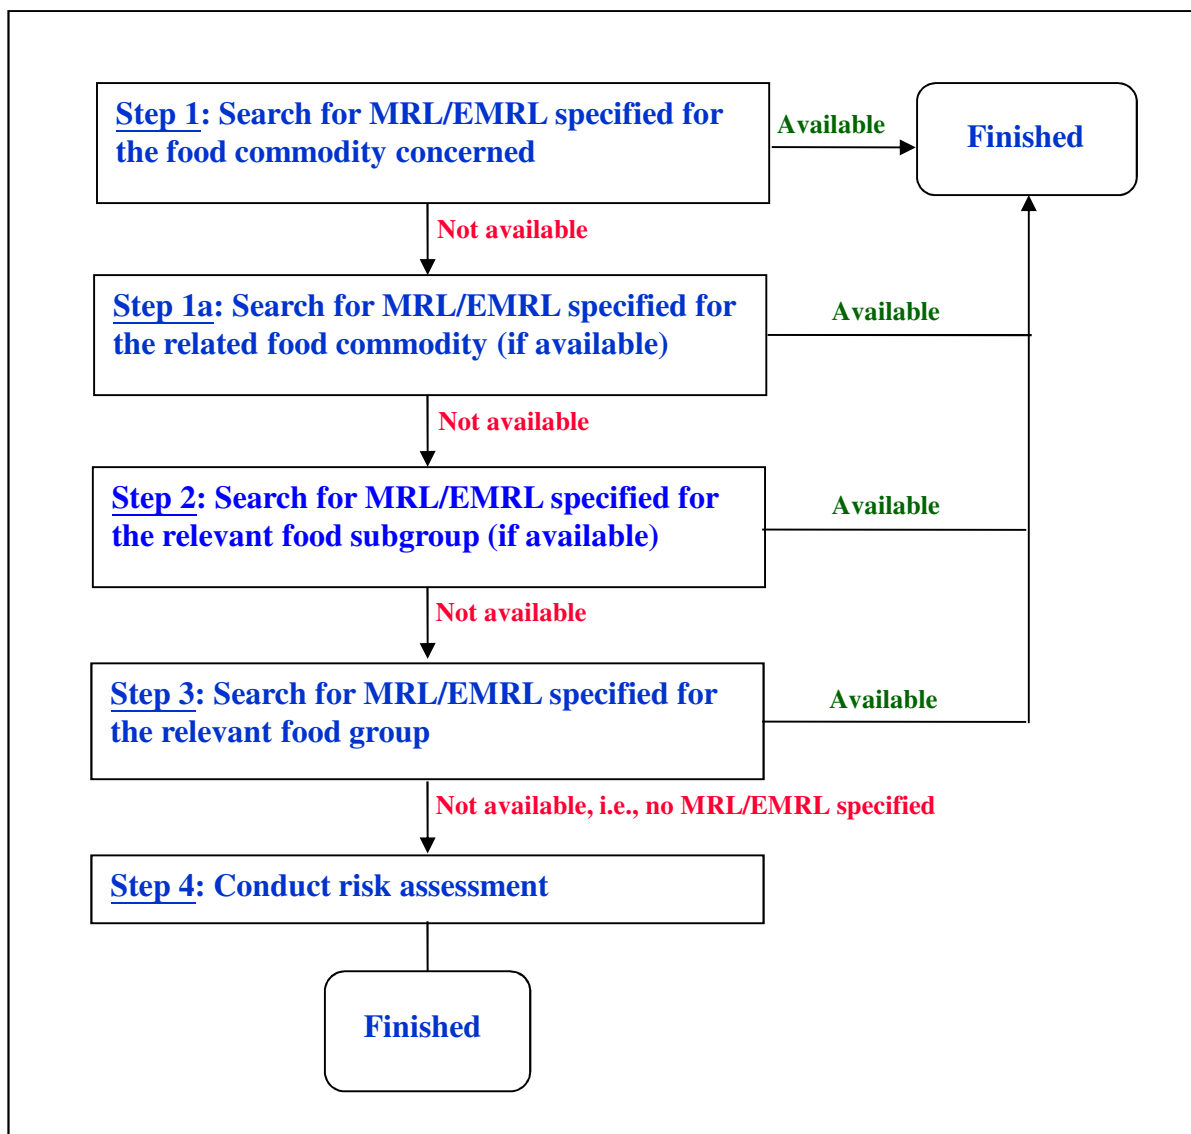 Step 1: Search for MRL/EMRL specified for
the food commodity concerned
Available
Finished
Not available
Step 1a: Search for MRL/EMRL specified for
the related food commodity (if available)
Available
Not available
Step 2: Search for MRL/EMRL specified for
the relevant food subgroup (if available)
Available
Not available
Step 3: Search for MRL/EMRL specified for
the relevant food group
Available
Not available, i.e., no MRL/EMRL specified
Step 4: Conduct risk assessment
Finished